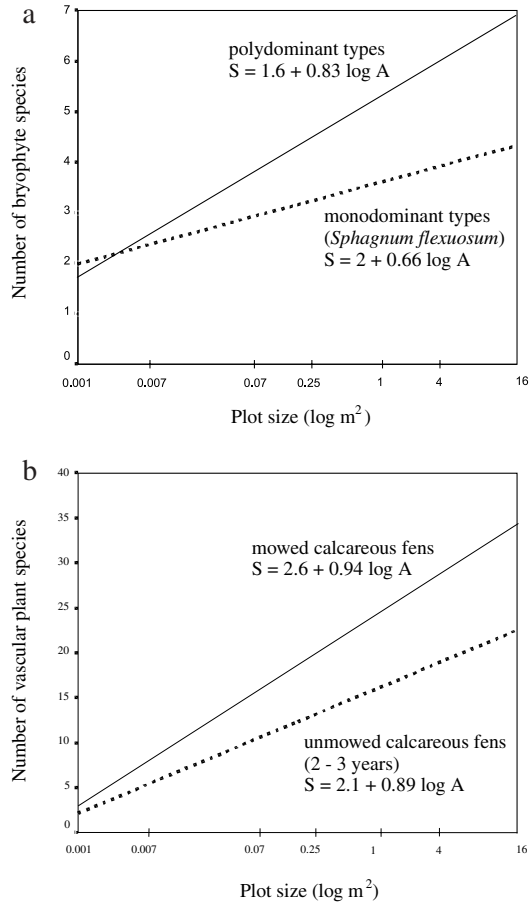 a
7
6
5
4
3
2
1
0
Number of bryophyte species
polydominant types
S = 1.6 + 0.83 log A
monodominant types
(Sphagnum flexuosum)
S = 2 + 0.66 log A
0.001 0.007 0.07 0.25 1 4 16
Plot size (log m²)
b
40
35
30
25
20
15
10
5
0
Number of vascular plant species
mowed calcareous fens
S = 2.6 + 0.94 log A
unmowed calcareous fens
(2 - 3 years)
S = 2.1 + 0.89 log A
0.001 0.007 0.07 0.25 1 4 16
Plot size (log m²)